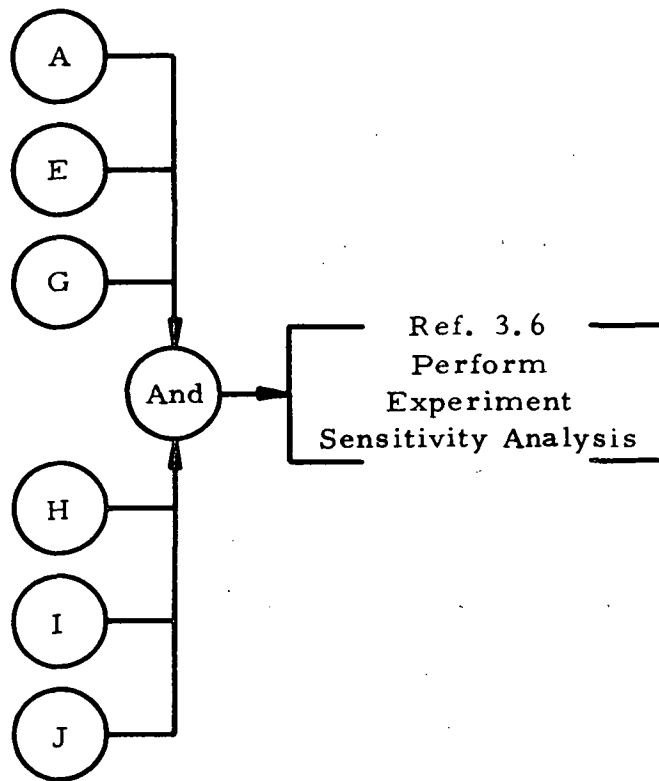 A
E
G
And
Ref. 3.6
Perform
Experiment
Sensitivity Analysis
H
I
J